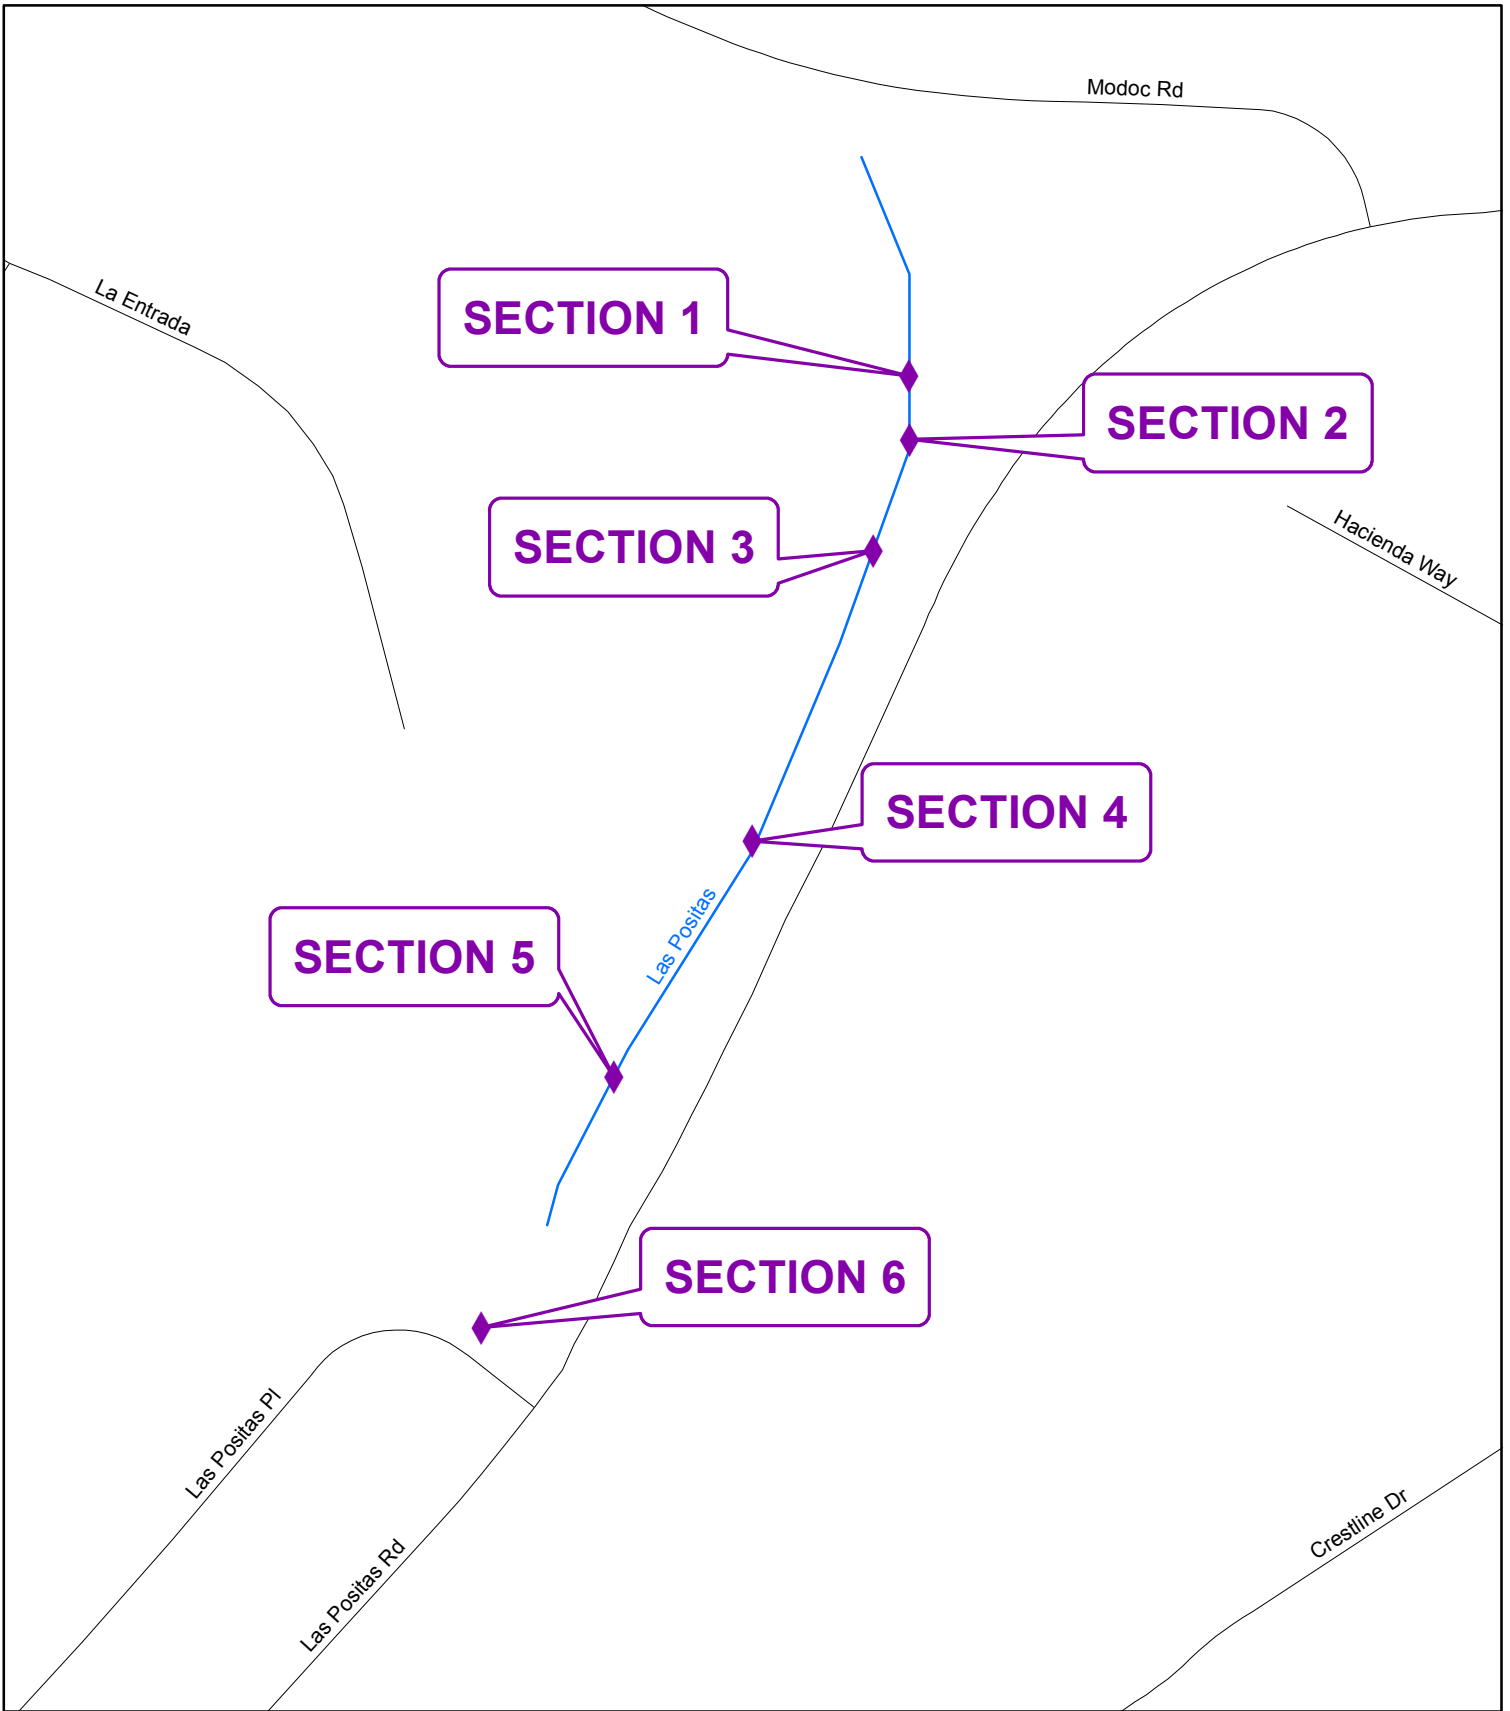 Modoc Rd
La Entrada
SECTION 1
SECTION 2
SECTION 3
Hacienda Way
SECTION 4
Las Positas
SECTION 5
SECTION 6
Las Positas Pl
Las Positas Rd
Crestline Dr